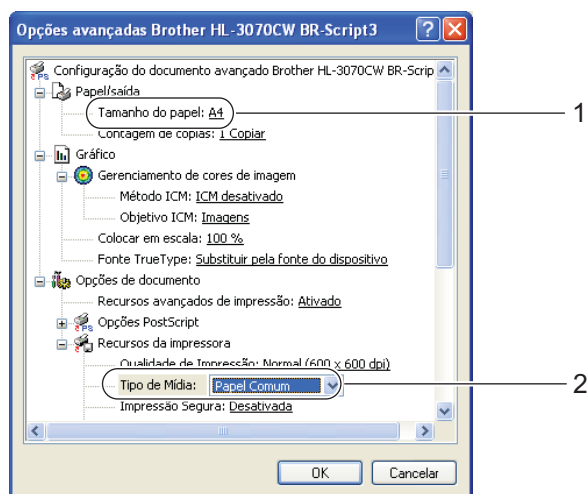 Opções avançadas Brother HL-3070CW BR-Script3
Configuração do documento avançado Brother HL-3070CW BR-Scrip
Papel/saída
Tamanho do papel: A4
1
Contagem de cópias: 1 Copiar
Gráfico
Gerenciamento de cores de imagem
Método ICM: ICM desativado
Objetivo ICM: Imagens
Colocar em escala: 100 %
Fonte TrueType: Substituir pela fonte do dispositivo
Opções de documento
Recursos avançados de impressão: Ativado
Opções PostScript
Recursos da impressora
Qualidade de Impressão: Normal (600 x 600 dpi)
Tipo de Mídia: Papel Comum
2
Impressão Segura: Desativada
OK Cancelar